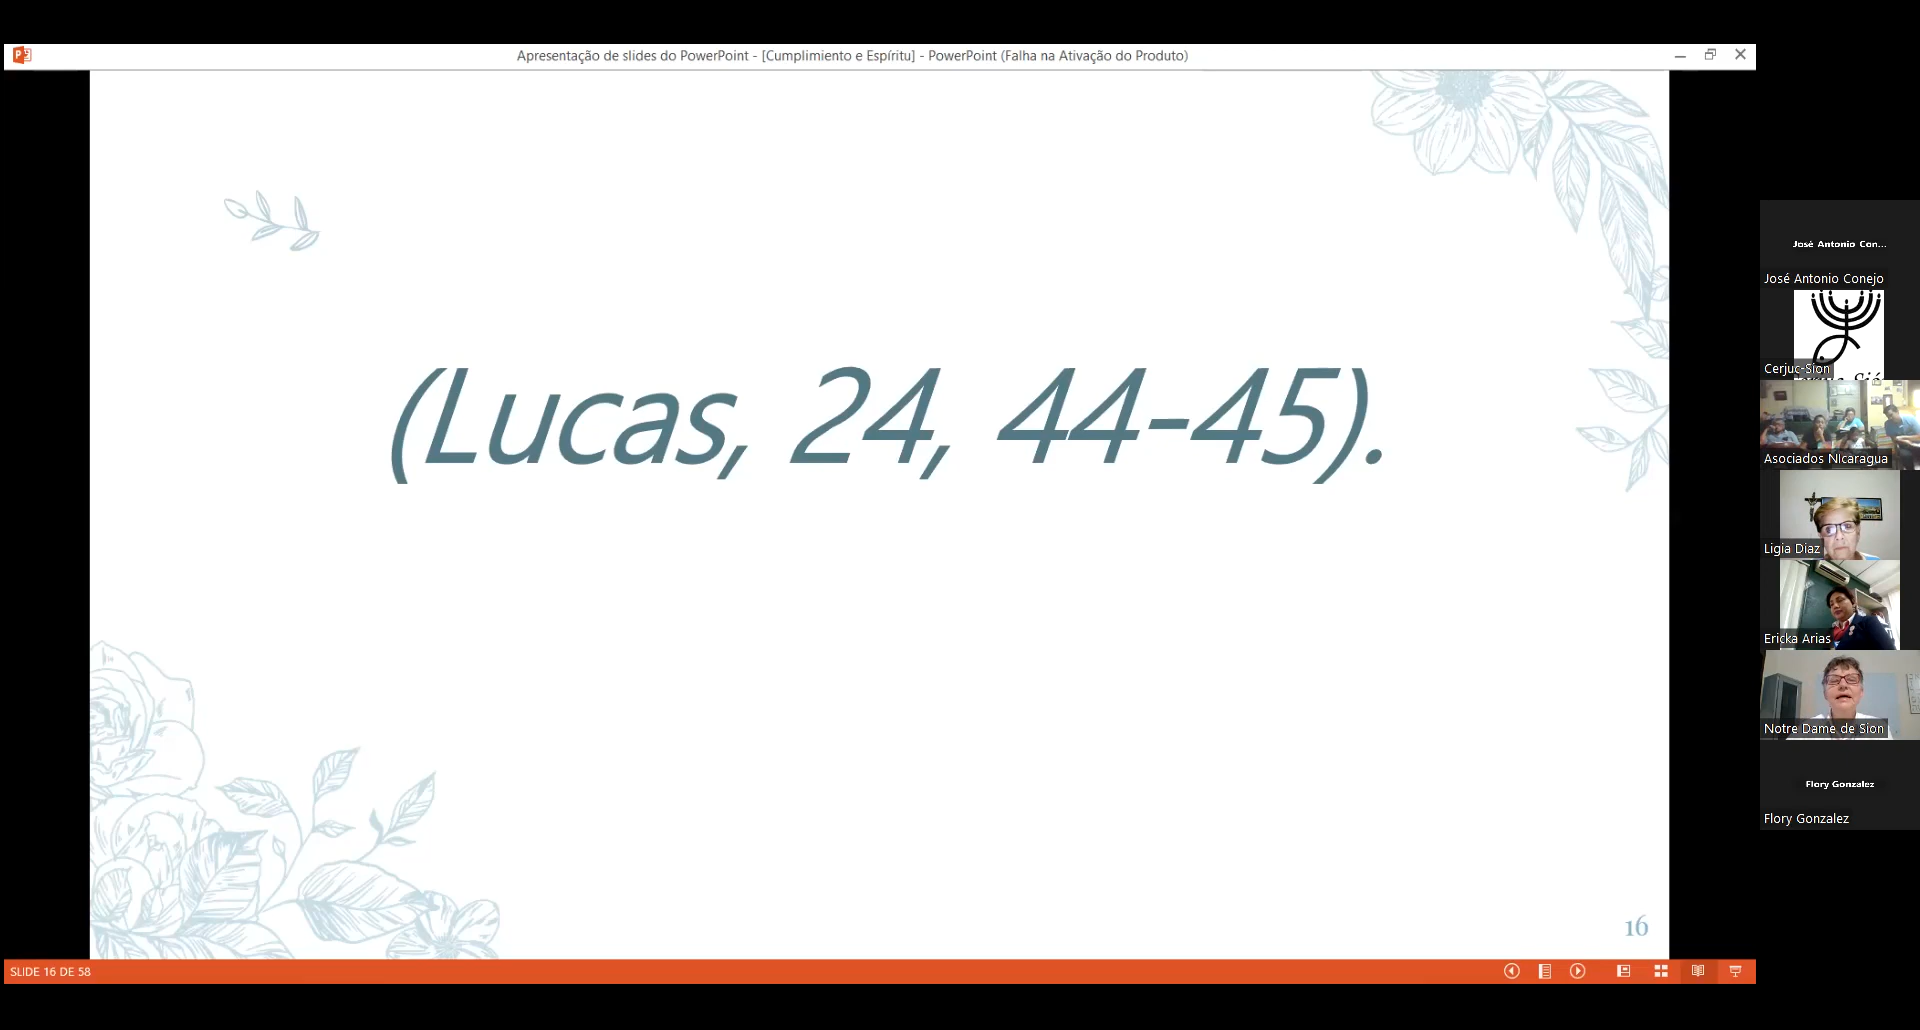 Apresentação de slides do PowerPoint - [Cumplimiento e Espíritu] - PowerPoint (Falha na Ativação do Produto)
(Lucas, 24, 44-45).
16
SLIDE 16 DE 58
José Antonio Con...
José Antonio Conejo
Cerjuc-Sion
Asociados NIcaragua
Ligia Diaz
Ericka Arias
Notre Dame de Sion
Flory Gonzalez
Flory Gonzalez